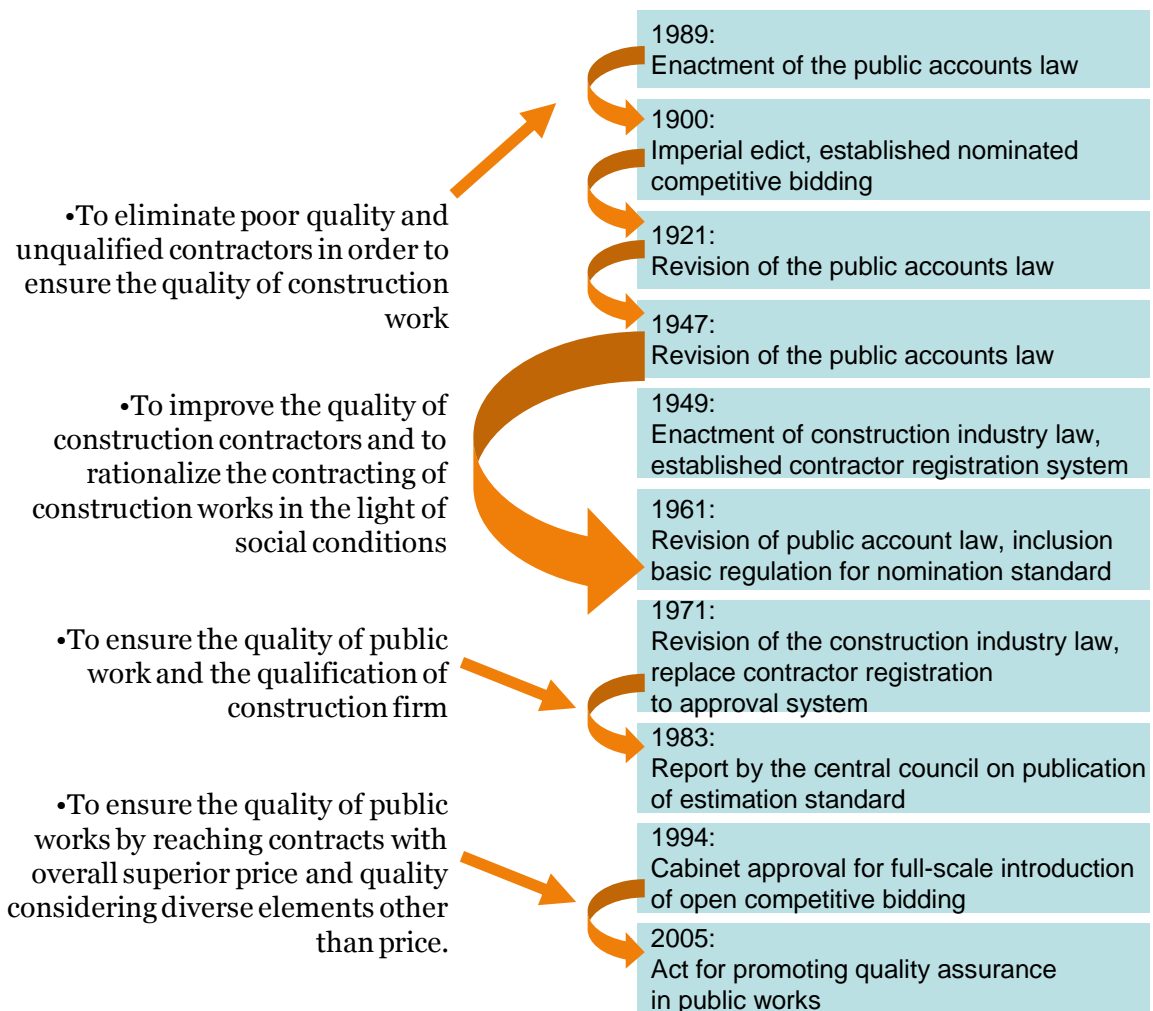 1989:
Enactment of the public accounts law
1900:
Imperial edict, established nominated
competitive bidding
•To eliminate poor quality and
unqualified contractors in order to
ensure the quality of construction
work
1921:
Revision of the public accounts law
1947:
Revision of the public accounts law
•To improve the quality of
construction contractors and to
rationalize the contracting of
construction works in the light of
social conditions
1949:
Enactment of construction industry law,
established contractor registration system
1961:
Revision of public account law, inclusion
basic regulation for nomination standard
•To ensure the quality of public
work and the qualification of
construction firm
1971:
Revision of the construction industry law,
replace contractor registration
to approval system
1983:
Report by the central council on publication
of estimation standard
•To ensure the quality of public
works by reaching contracts with
overall superior price and quality
considering diverse elements other
than price.
1994:
Cabinet approval for full-scale introduction
of open competitive bidding
2005:
Act for promoting quality assurance
in public works